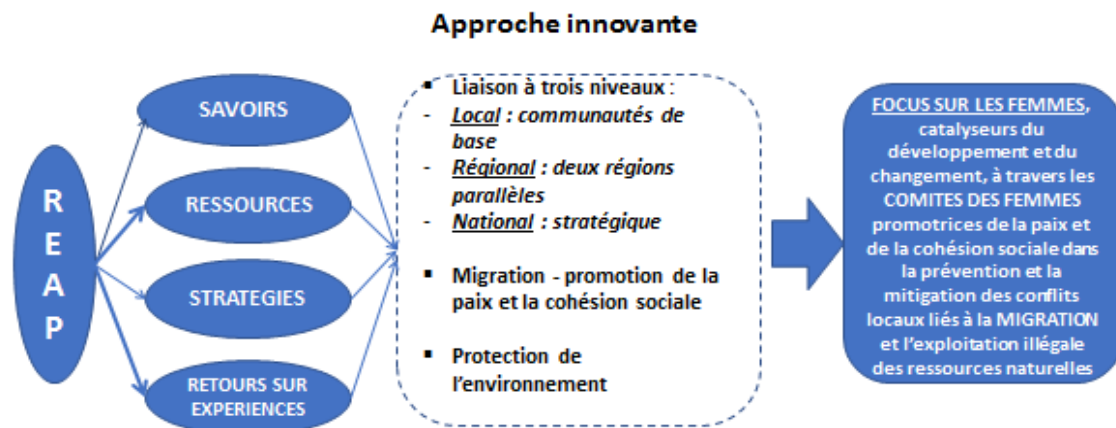 Approche innovante
REAP
SAVOIRS
RESSOURCES
STRATEGIES
RETOURS SUR
EXPERIENCES
▪ Liaison à trois niveaux :
- Local : communautés de
base
- Régional : deux régions
parallèles
- National : stratégique
▪ Migration - promotion de la
paix et la cohésion sociale
▪ Protection de
l'environnement
FOCUS SUR LES FEMMES,
catalyseurs du
développement et du
changement, à travers les
COMITES DES FEMMES
promotrices de la paix et
de la cohésion sociale dans
la prévention et la
mitigation des conflits
locaux liés à la MIGRATION
et l'exploitation illégale
des ressources naturelles